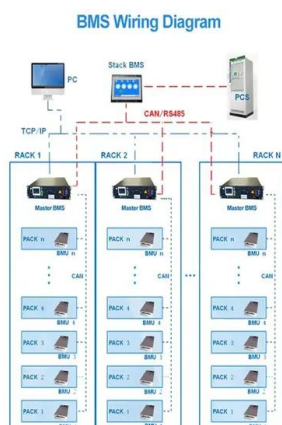 BMS Wiring Diagram
Stack BMS
PC
PCS
CAN/RS485
TCP/IP
RACK 1
RACK 2
RACK N
Master BMS
Master BMS
Master BMS
PACK n
BMU n
PACK n
BMU n
PACK n
BMU n
CAN
CAN
CAN
PACK 4
BMU 4
PACK 4
BMU 4
PACK 4
BMU 4
PACK 3
BMU 3
PACK 3
BMU 3
PACK 3
BMU 3
PACK 2
BMU 2
PACK 2
BMU 2
PACK 2
BMU 2
PACK 1
PACK 1
PACK 1